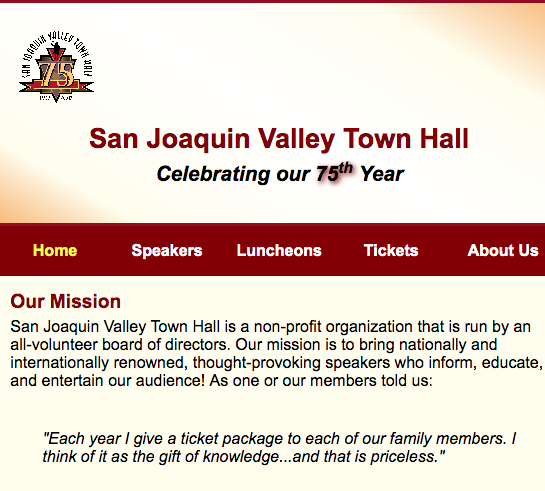 SAN JOAQUIN VALLEY TOWN HALL
75
San Joaquin Valley Town Hall
Celebrating our 75th Year
Home Speakers Luncheons Tickets About Us
Our Mission
San Joaquin Valley Town Hall is a non-profit organization that is run by an
all-volunteer board of directors. Our mission is to bring nationally and
internationally renowned, thought-provoking speakers who inform, educate,
and entertain our audience! As one or our members told us:
"Each year I give a ticket package to each of our family members. I
think of it as the gift of knowledge...and that is priceless."